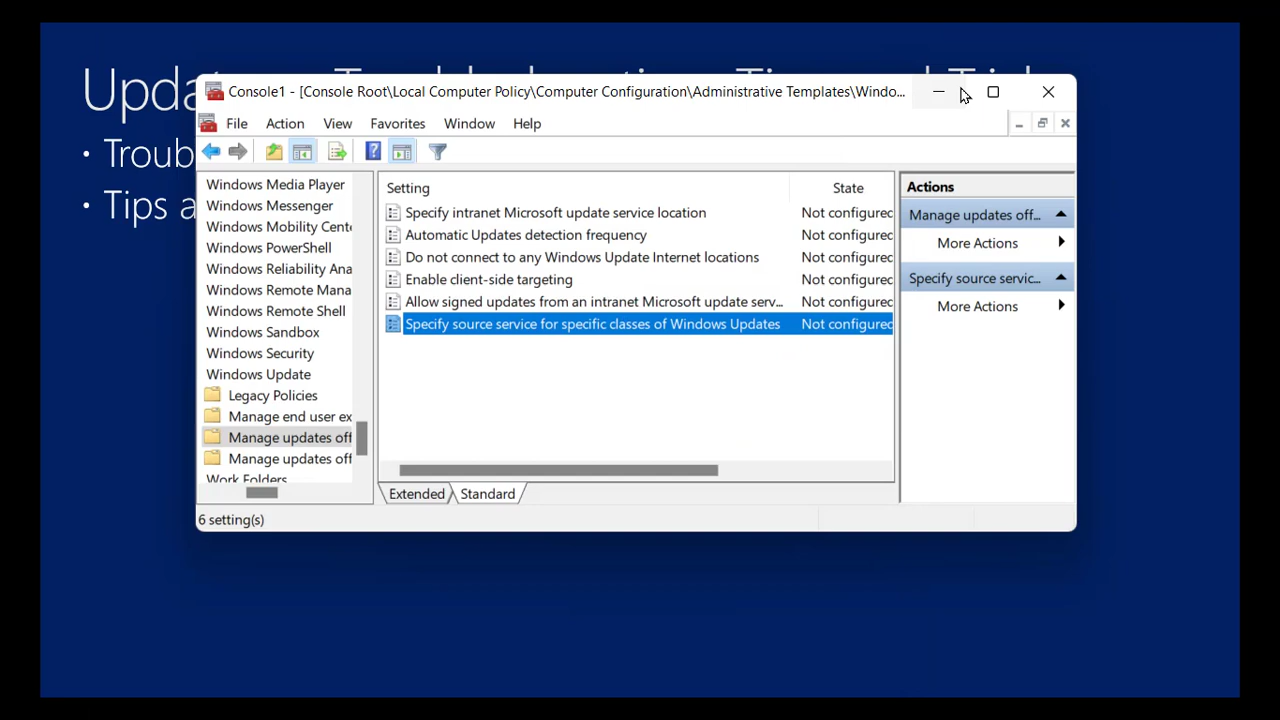 Upda
Console1 - [Console Root\Local Computer Policy\Computer Configuration\Administrative Templates\Windo...
File Action View Favorites Window Help
• Troub
• Tips a
Windows Media Player
Windows Messenger
Windows Mobility Cente
Windows PowerShell
Windows Reliability Ana
Windows Remote Mana
Windows Remote Shell
Windows Sandbox
Windows Security
Windows Update
Legacy Policies
Manage end user ex
Manage updates off
Manage updates off
Work Folders
Setting State
Specify intranet Microsoft update service location Not configured
Automatic Updates detection frequency Not configured
Do not connect to any Windows Update Internet locations Not configured
Enable client-side targeting Not configured
Allow signed updates from an intranet Microsoft update serv... Not configured
Specify source service for specific classes of Windows Updates Not configured
Extended Standard
Actions
Manage updates off...
More Actions
Specify source servic...
More Actions
6 setting(s)